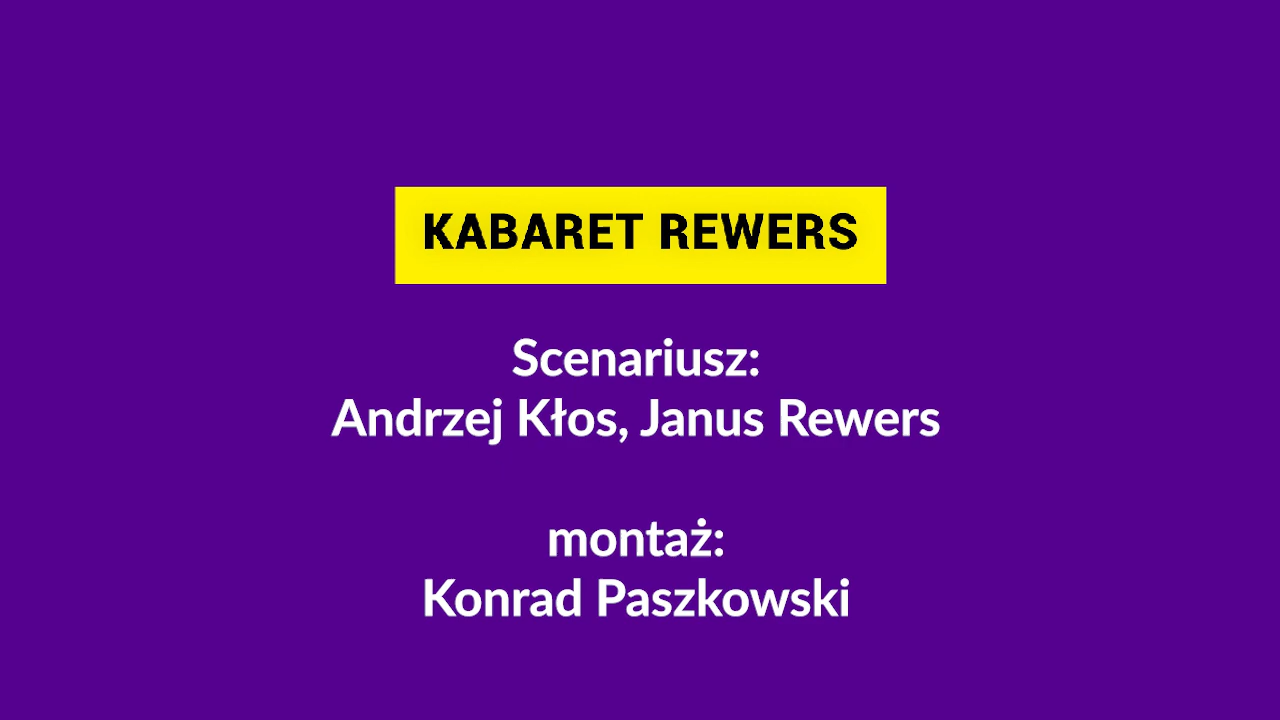 KABARET REWERS
Scenariusz:
Andrzej Kłos, Janus Rewers
montaż:
Konrad Paszkowski